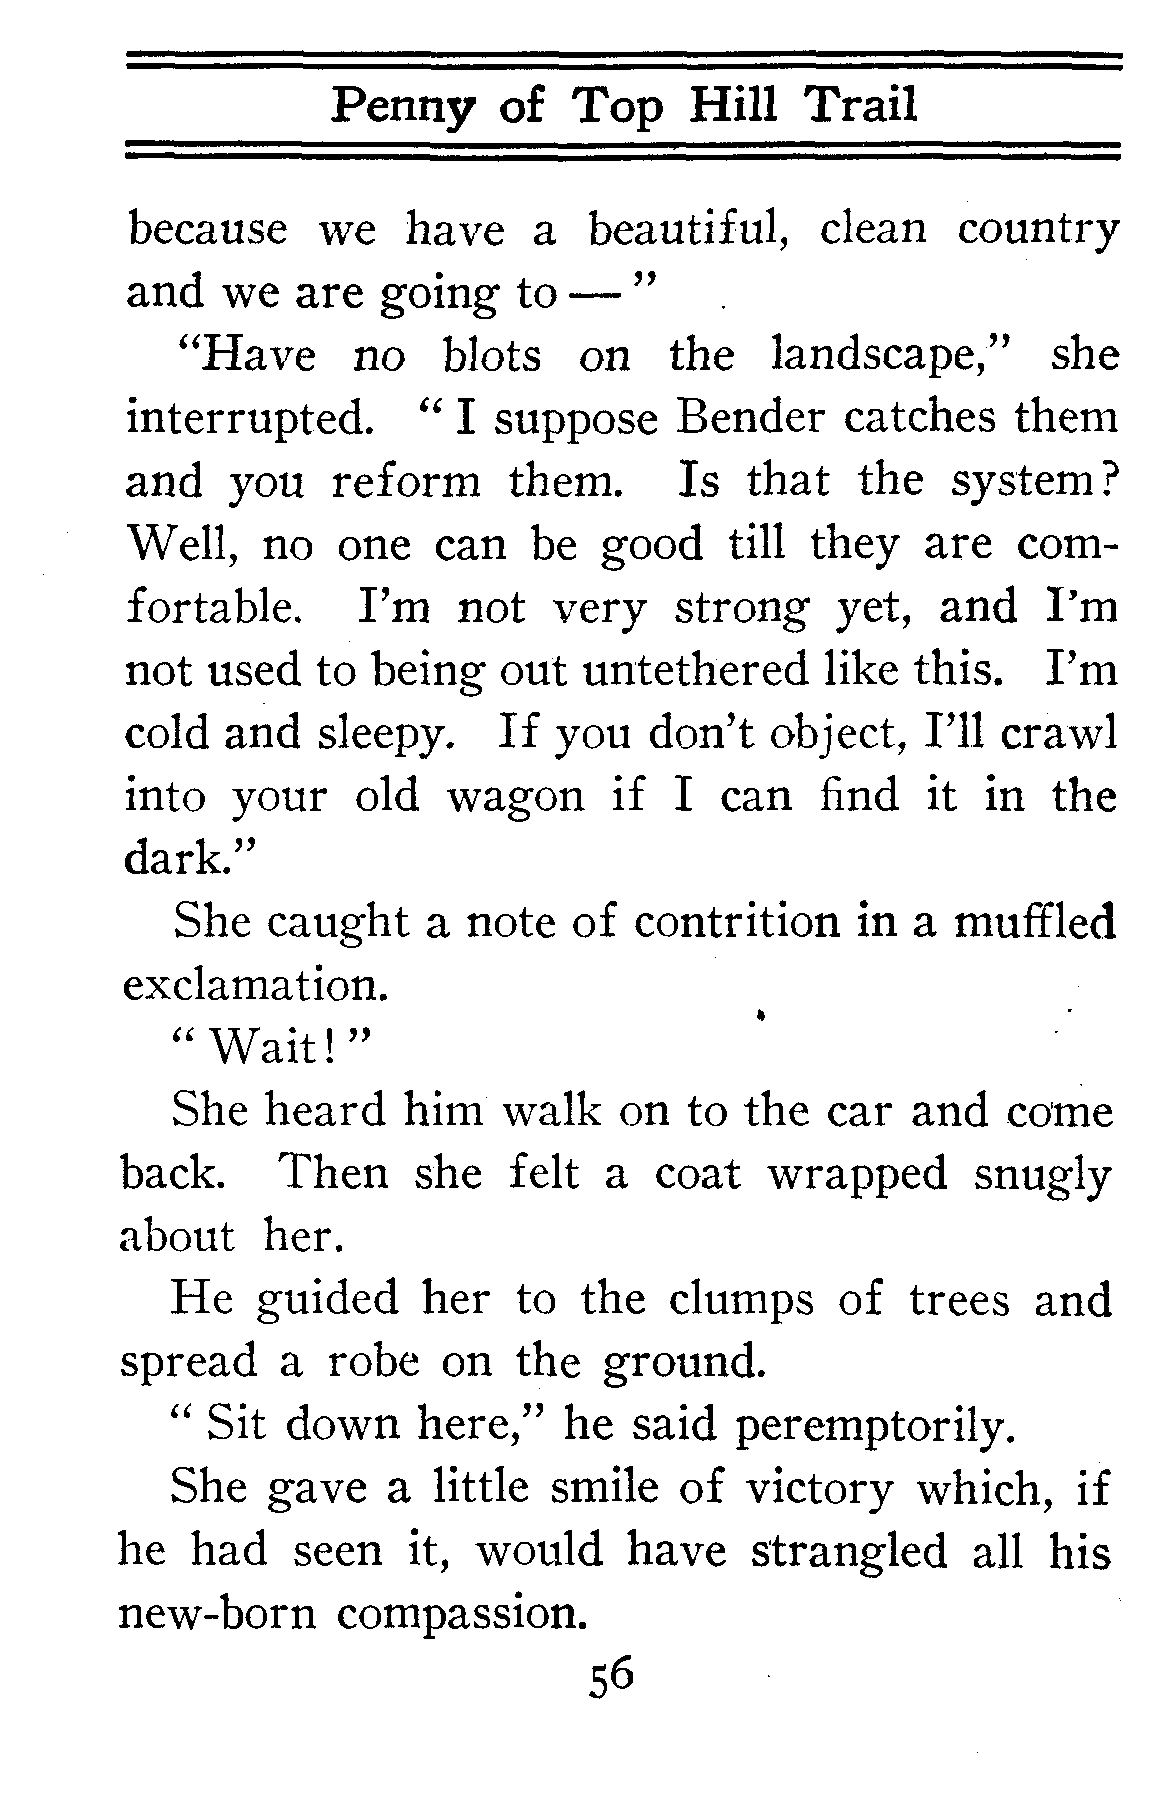 Penny of Top Hill Trail
because we have a beautiful, clean country
and we are going to — ”
“Have no blots on the landscape,” she
interrupted. “ I suppose Bender catches them
and you reform them. Is that the system?
Well, no one can be good till they are com-
fortable. I’m not very strong yet, and I’m
not used to being out untethered like this. I’m
cold and sleepy. If you don’t object, I’ll crawl
into your old wagon if I can find it in the
dark.”
She caught a note of contrition in a muffled
exclamation.
“ Wait! ”
She heard him walk on to the car and come
back. Then she felt a coat wrapped snugly
about her.
He guided her to the clumps of trees and
spread a robe on the ground.
“ Sit down here,” he said peremptorily.
She gave a little smile of victory which, if
he had seen it, would have strangled all his
new-born compassion.
56